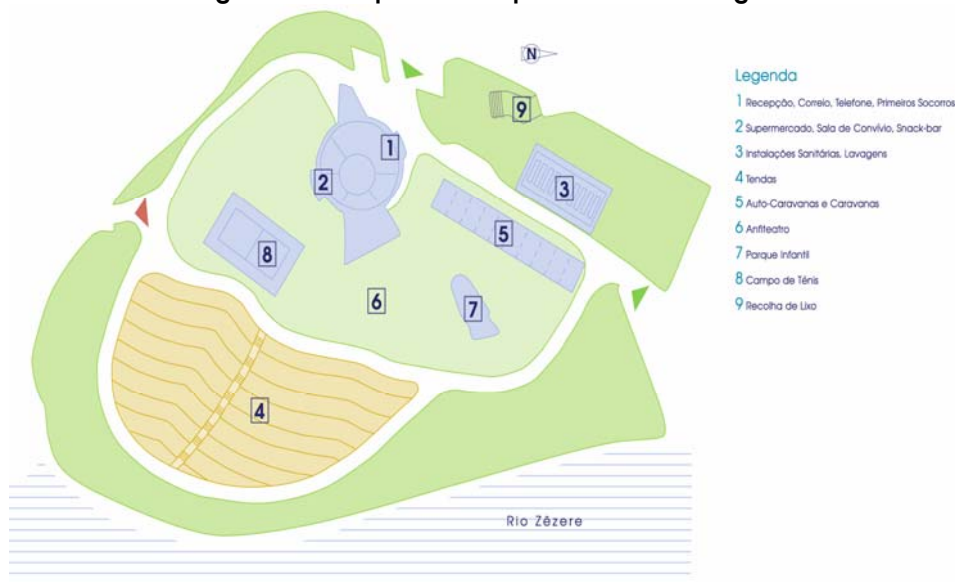 N
1
2
3
4
5
6
7
8
9
Rio Zêzere
Legenda
1 Recepção, Correio, Telefone, Primeiros Socorros
2 Supermercado, Sala de Convívio, Snack-bar
3 Instalações Sanitárias, Lavagens
4 Tendas
5 Auto-Caravanas e Caravanas
6 Anfiteatro
7 Parque Infantil
8 Campo de Ténis
9 Recolha de Lixo